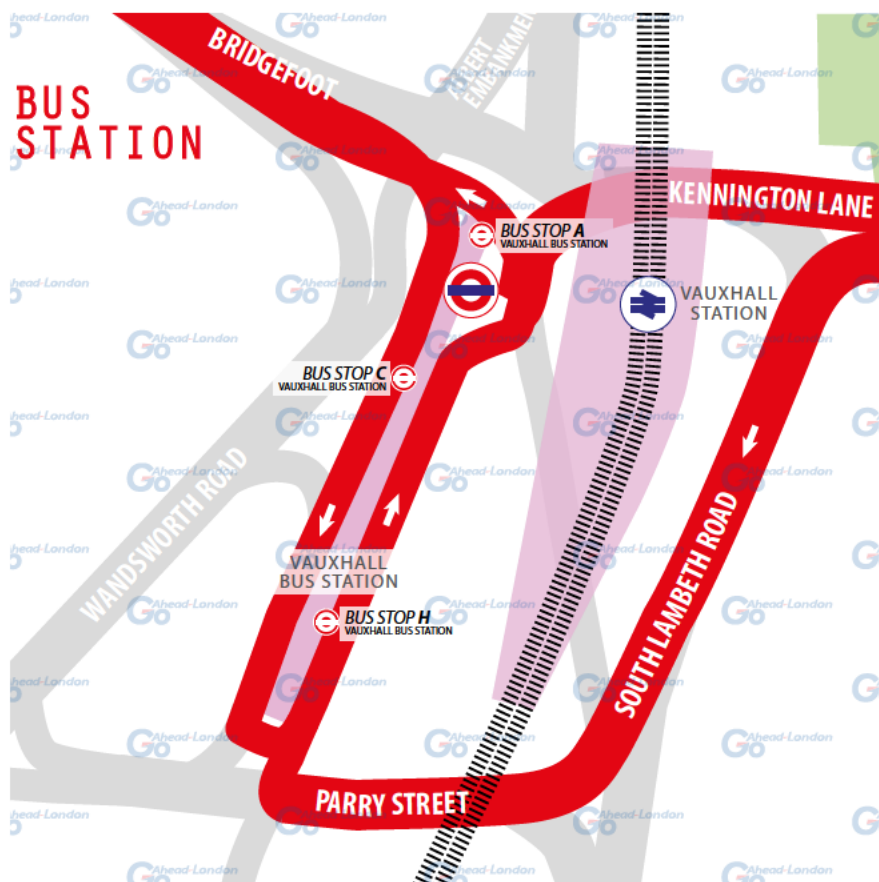 BRIDGEFOOT
ALBERT
EMBANKMENT
BUS
STATION
KENNINGTON LANE
BUS STOP A
VAUXHALL BUS STATION
VAUXHALL
STATION
BUS STOP C
VAUXHALL BUS STATION
WANDSWORTH ROAD
SOUTH LAMBETH ROAD
VAUXHALL
BUS STATION
BUS STOP H
VAUXHALL BUS STATION
PARRY STREET
Go Ahead-London